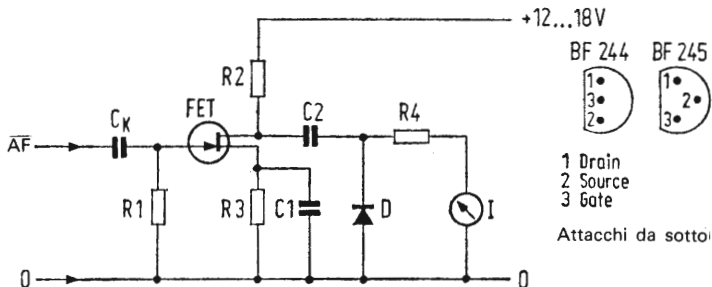 +12...18V
BF 244
BF 245
R2
1
3
2
1
2
3
FET
C2
R4
CK
AF
1 Drain
2 Source
3 Gate
R1
R3
C1
D
I
Attacchi da sotto
0
0